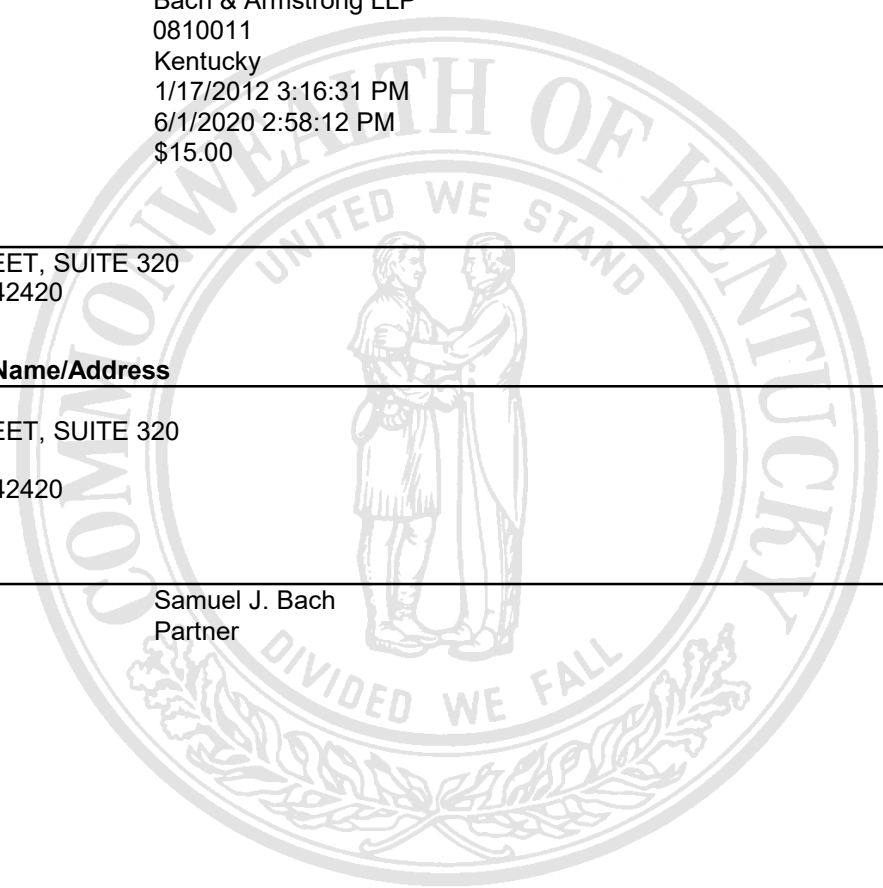 Bach & Armstrong LLP
0810011
Kentucky
1/17/2012 3:16:31 PM
6/1/2020 2:58:12 PM
$15.00
COMMONWEALTH OF KENTUCKY
UNITED WE STAND
EET, SUITE 320
42420
Name/Address
EET, SUITE 320
42420
Samuel J. Bach
Partner
DIVIDED WE FALL